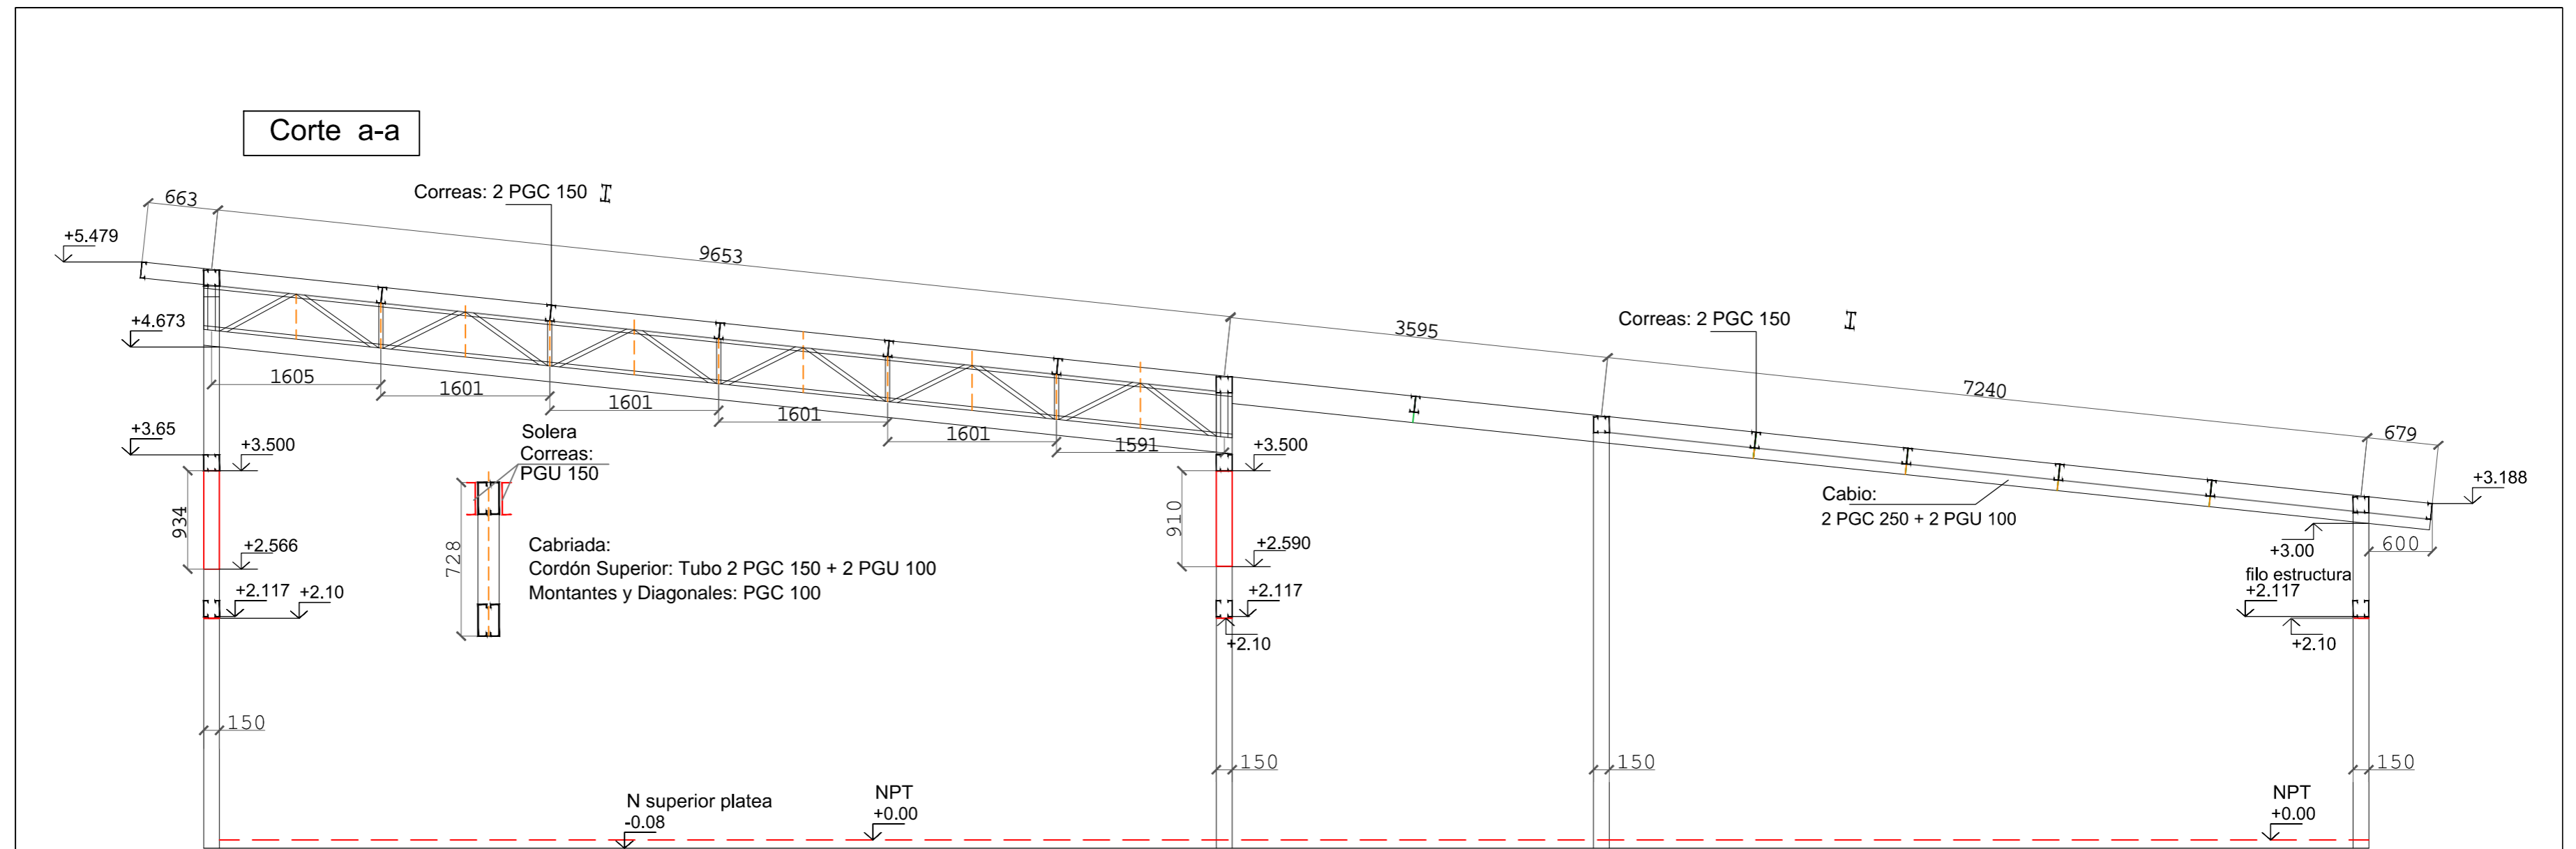 Corte a-a
Correas: 2 PGC 150
663
+5.479
9653
+4.673
3595
Correas: 2 PGC 150
7240
679
1605
1601
1601
1601
1601
1591
+3.65
+3.500
Solera
Correas:
PGU 150
+3.500
+3.188
934
728
910
Cabio:
2 PGC 250 + 2 PGU 100
+2.566
Cabriada:
Cordón Superior: Tubo 2 PGC 150 + 2 PGU 100
Montantes y Diagonales: PGC 100
+2.590
+3.00
600
filo estructura
+2.117
+2.10
+2.117
+2.10
+2.117
+2.10
150
150
150
150
N superior platea
-0.08
NPT
+0.00
NPT
+0.00